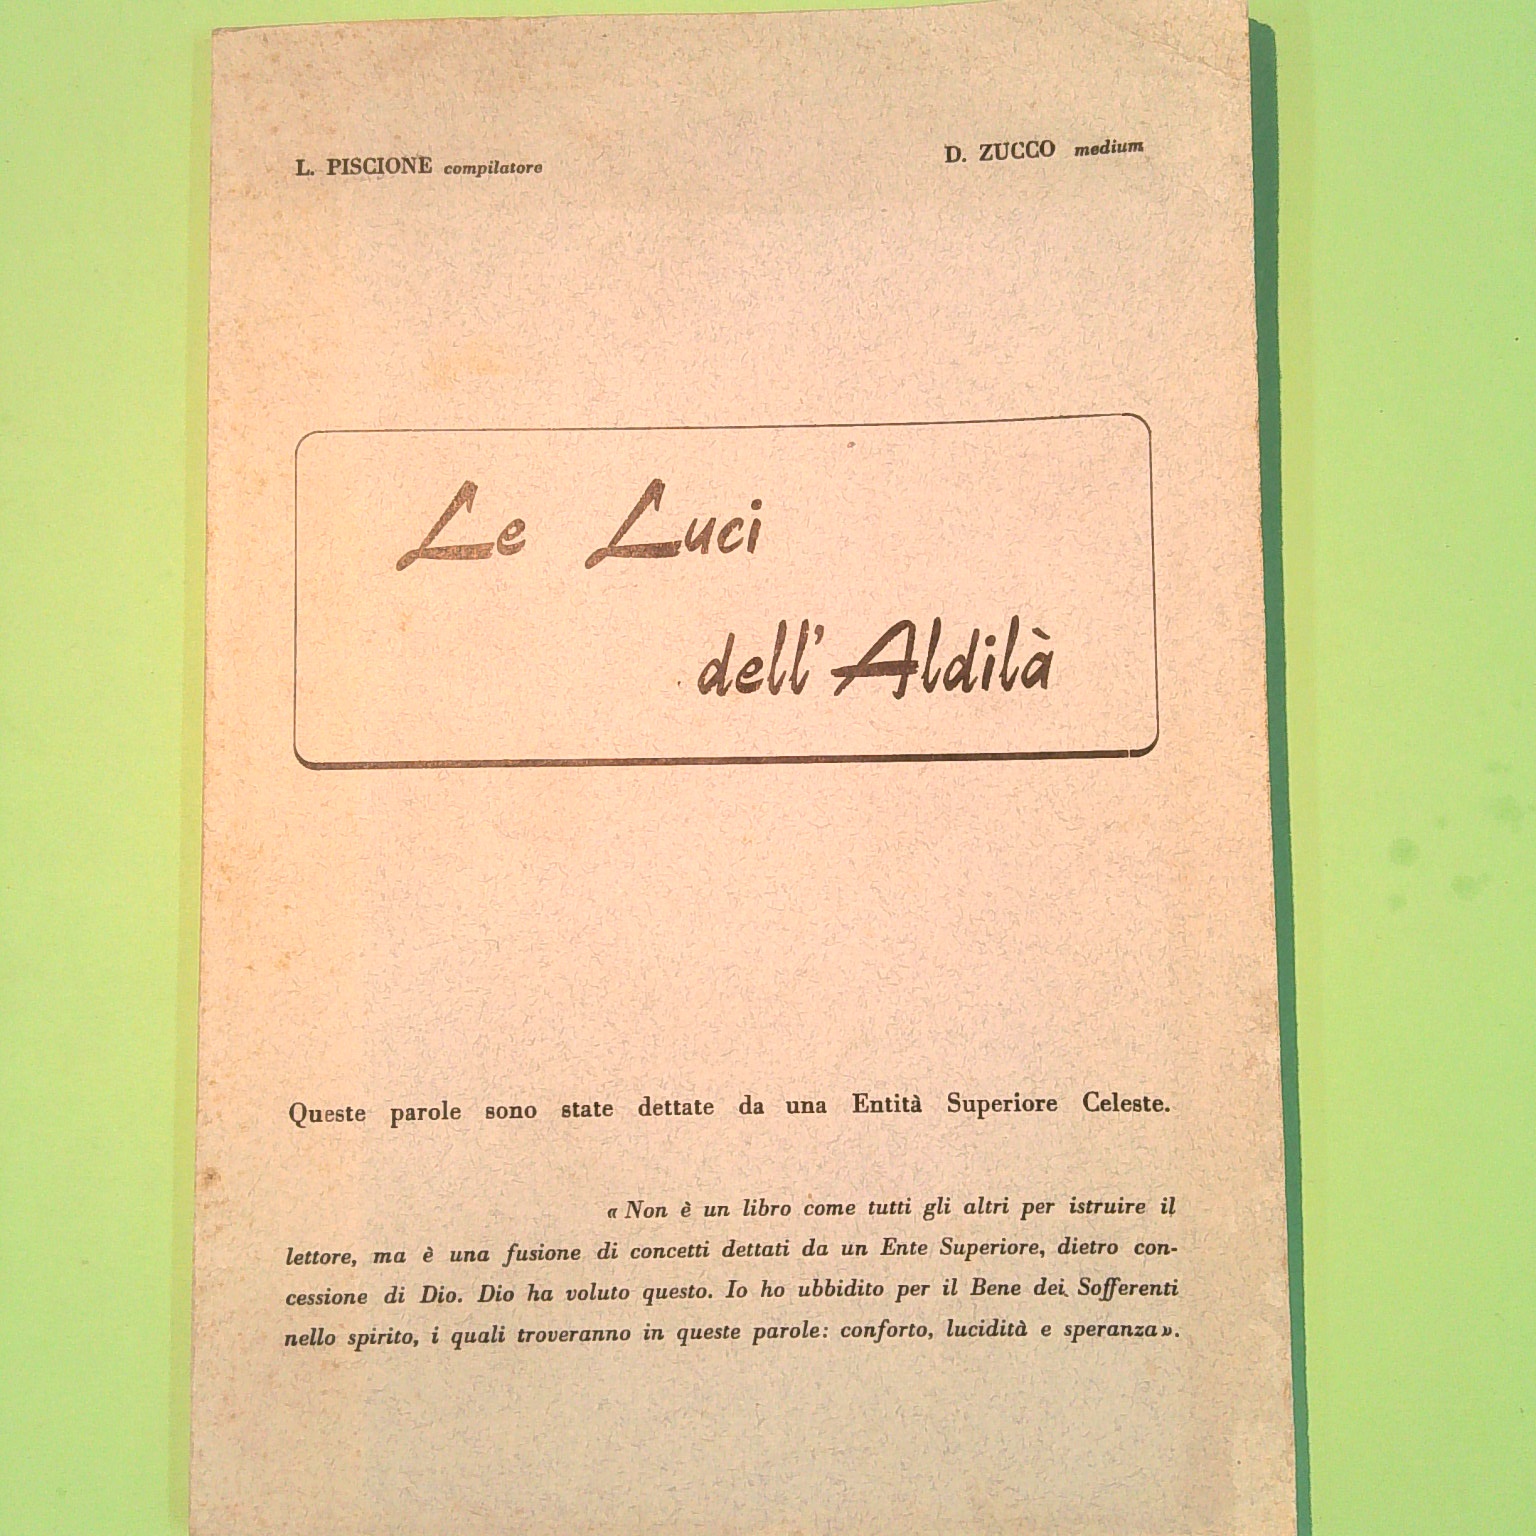 L. PISCIONE compilatore
D. ZUCCO medium
Le Luci
dell'Aldilà
Queste parole sono state dettate da una Entità Superiore Celeste.
« Non è un libro come tutti gli altri per istruire il
lettore, ma è una fusione di concetti dettati da un Ente Superiore, dietro con-
cessione di Dio. Dio ha voluto questo. Io ho ubbidito per il Bene dei Sofferenti
nello spirito, i quali troveranno in queste parole: conforto, lucidità e speranza».